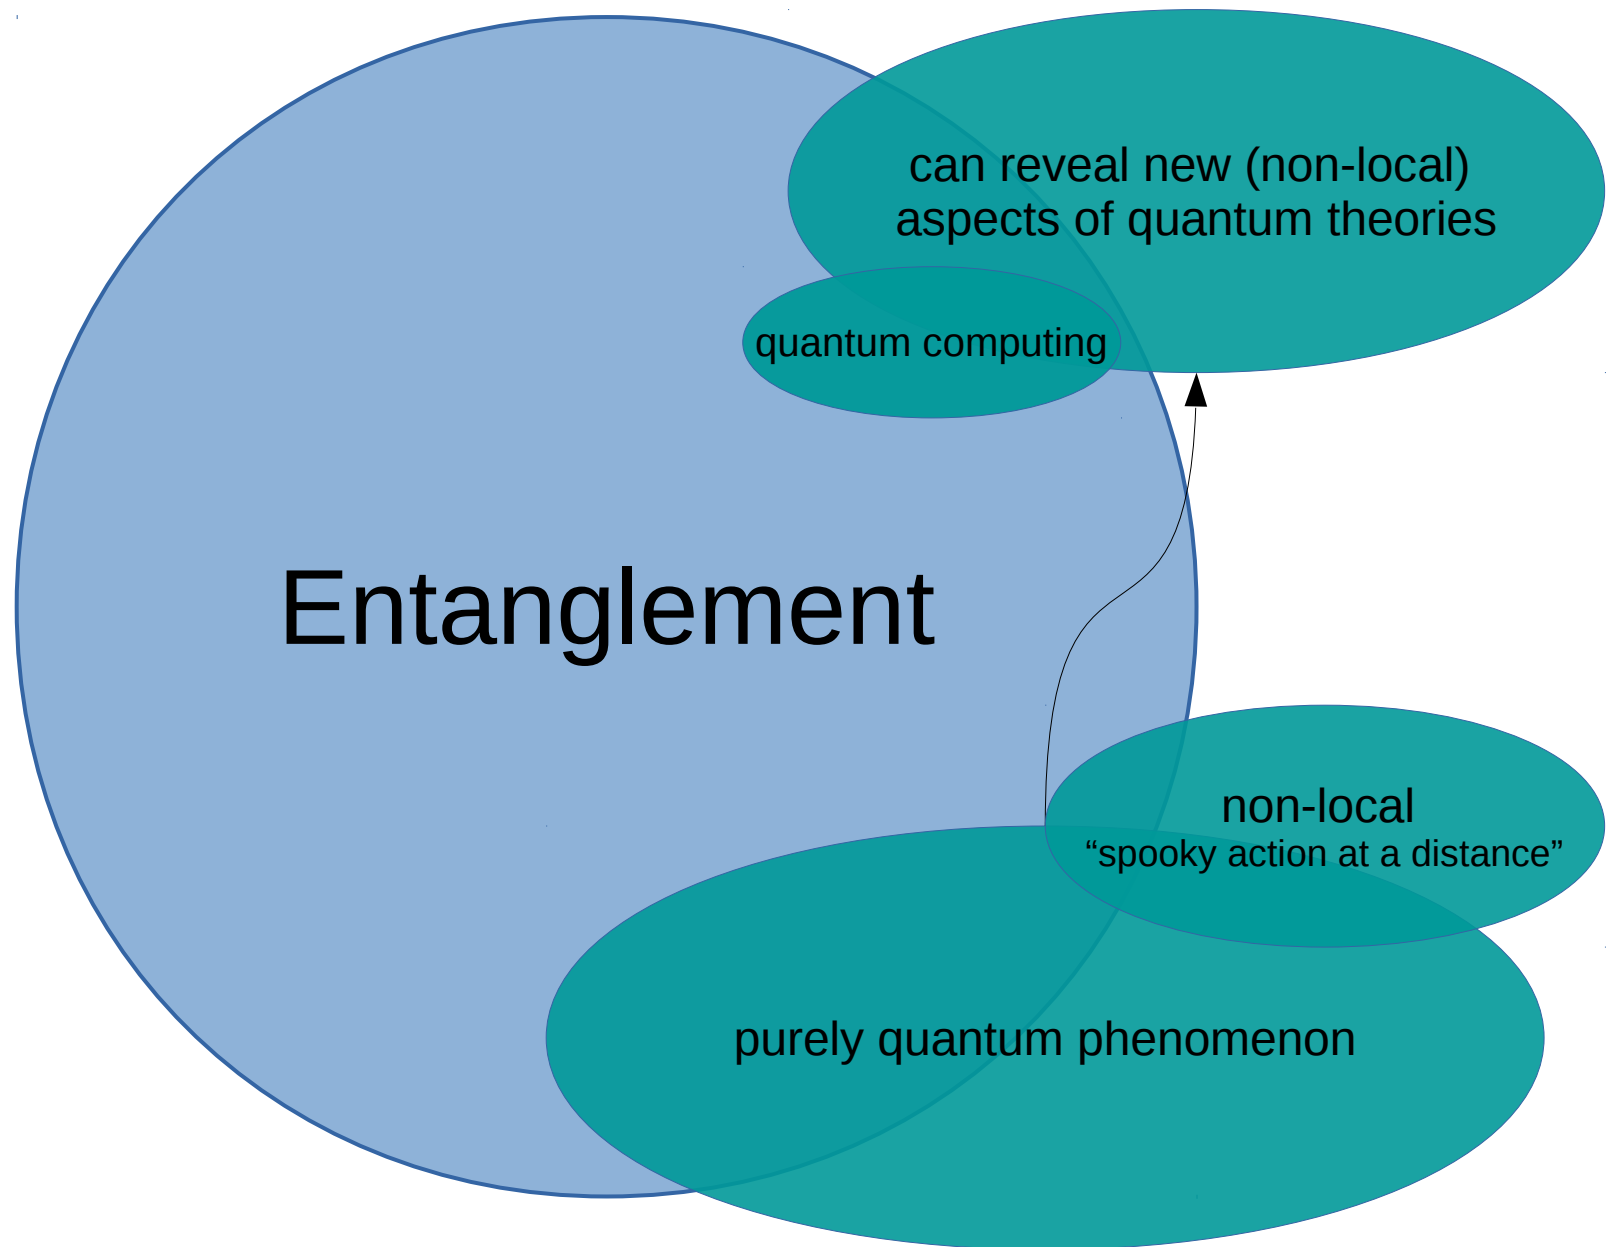 can reveal new (non-local)
aspects of quantum theories
quantum computing
Entanglement
non-local
“spooky action at a distance”
purely quantum phenomenon